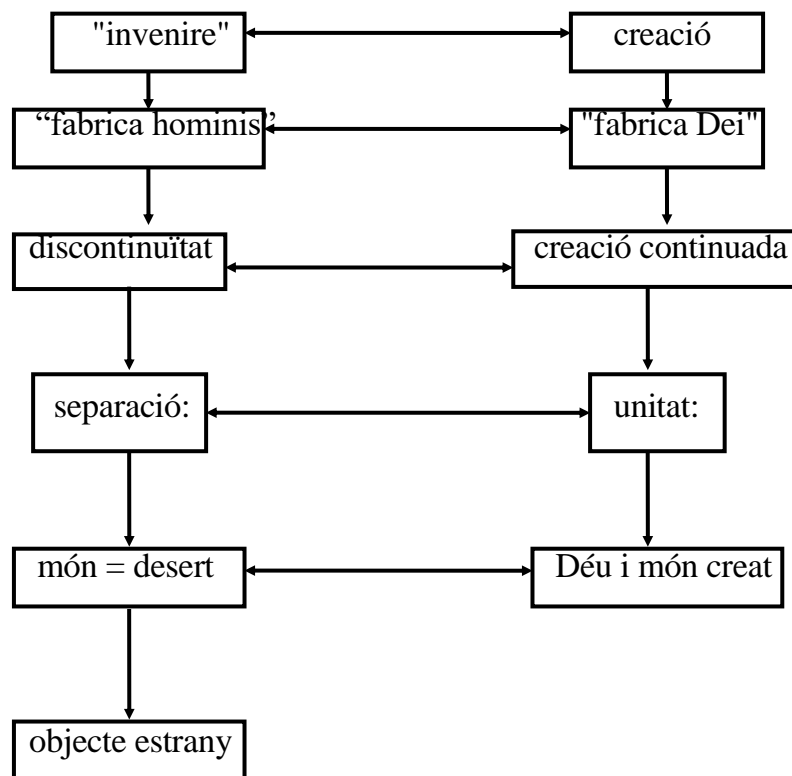 "invenire"
creació
“fabrica hominis”
"fabrica Dei"
discontinuïtat
creació continuada
separació:
unitat:
món = desert
Déu i món creat
objecte estrany